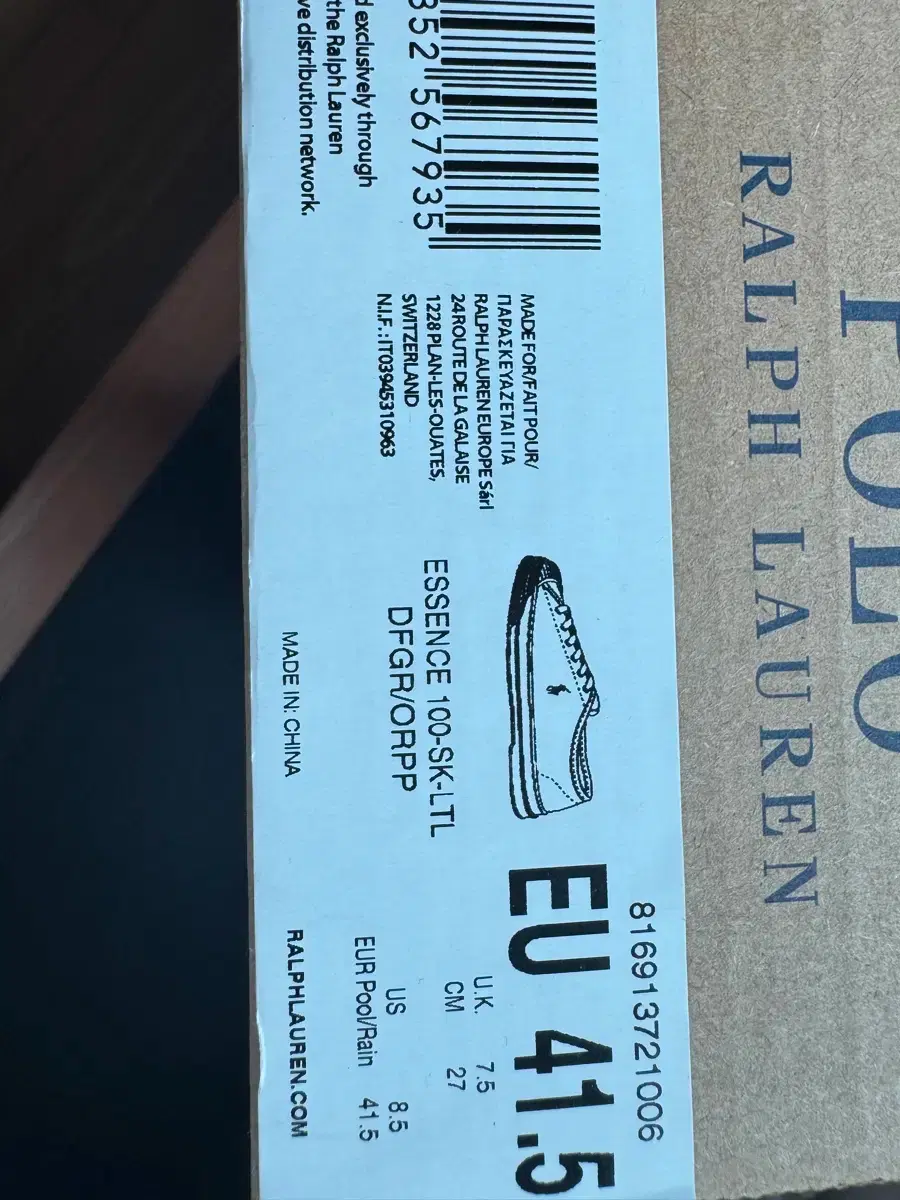 POLO
RALPH LAUREN
816913721006
EU 41.5
U.K. 7.5
CM 27
US 8.5
EUR Pool/Rain 41.5
RALPHLAUREN.COM
ESSENCE 100-SK-LTL
DFGR/ORPP
MADE IN: CHINA
MADE FOR/FAIT POUR/
ΠΑΡΑΣΚΕΥΑΖΕΤΑΙ ΓΙΑ
RALPH LAUREN EUROPE Sárl
24 ROUTE DE LA GALAISE
1228 PLAN-LES-OUATES,
SWITZERLAND
N.I.F.: IT03945310963
352 567935
exclusively through
the Ralph Lauren
distribution network.